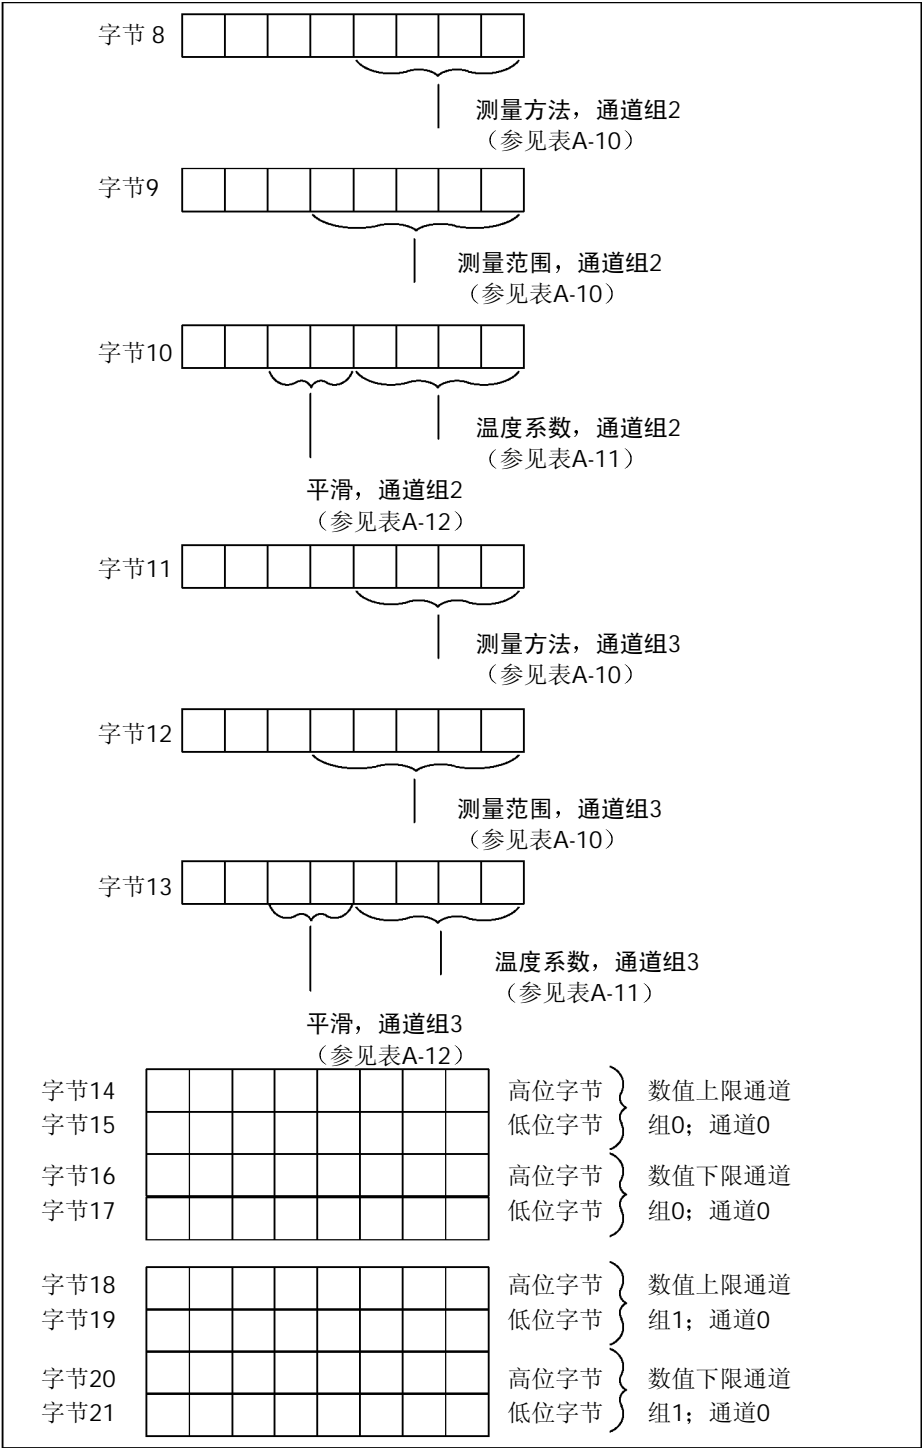 字节 8
测量方法，通道组2
（参见表A-10）
字节9
测量范围，通道组2
（参见表A-10）
字节10
温度系数，通道组2
（参见表A-11）
平滑，通道组2
（参见表A-12）
字节11
测量方法，通道组3
（参见表A-10）
字节12
测量范围，通道组3
（参见表A-10）
字节13
温度系数，通道组3
（参见表A-11）
平滑，通道组3
（参见表A-12）
字节14 高位字节 数值上限通道
字节15 低位字节 组0；通道0
字节16 高位字节 数值下限通道
字节17 低位字节 组0；通道0
字节18 高位字节 数值上限通道
字节19 低位字节 组1；通道0
字节20 高位字节 数值下限通道
字节21 低位字节 组1；通道0